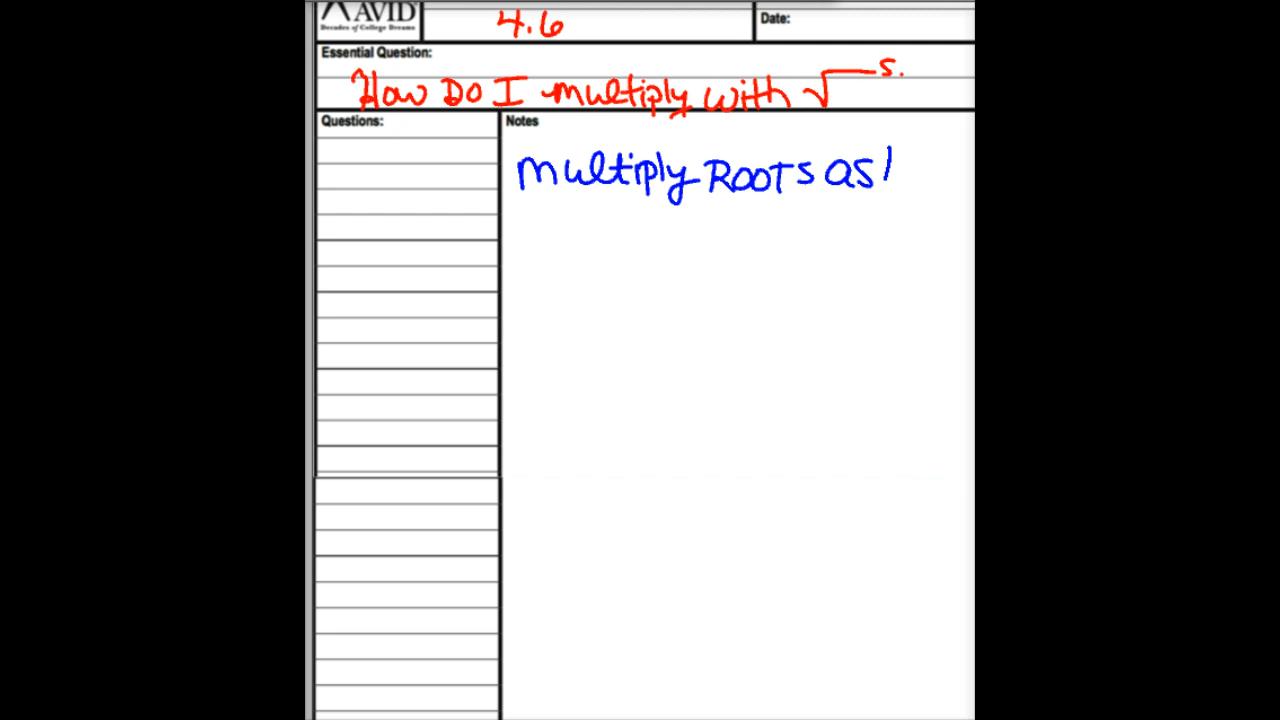 AVID
Decades of College Dreams
4.6
Date:
Essential Question:
How Do I multiply with √ s.
Questions:
Notes
multiply ROOTS as